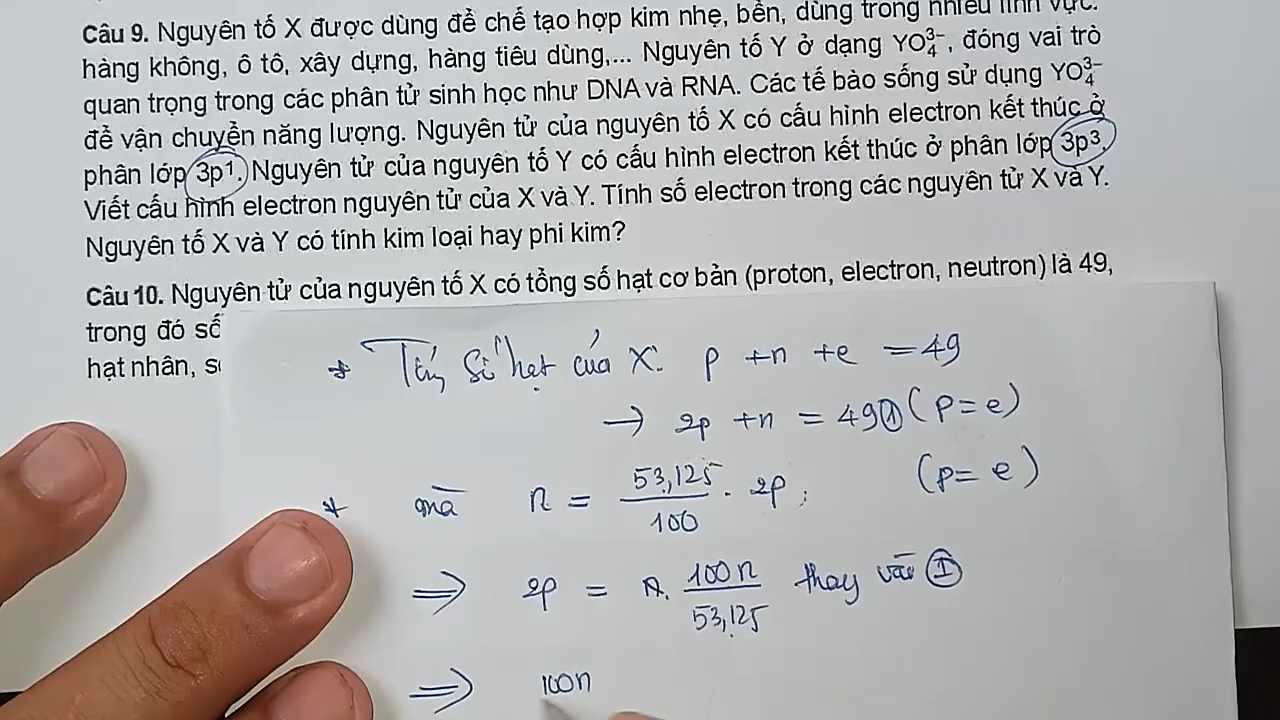 Câu 9. Nguyên tố X được dùng để chế tạo hợp kim nhẹ, bền, dùng trong nhiều lĩnh vực:
hàng không, ô tô, xây dựng, hàng tiêu dùng,... Nguyên tố Y ở dạng YO₄³⁻, đóng vai trò
quan trọng trong các phân tử sinh học như DNA và RNA. Các tế bào sống sử dụng YO₄³⁻
để vận chuyển năng lượng. Nguyên tử của nguyên tố X có cấu hình electron kết thúc ở
phân lớp 3p¹. Nguyên tử của nguyên tố Y có cấu hình electron kết thúc ở phân lớp 3p³.
Viết cấu hình electron nguyên tử của X và Y. Tính số electron trong các nguyên tử X và Y.
Nguyên tố X và Y có tính kim loại hay phi kim?
Câu 10. Nguyên tử của nguyên tố X có tổng số hạt cơ bản (proton, electron, neutron) là 49,
trong đó số
hạt nhân,
* số hạt của X: p + n + e = 49
→ 2p + n = 49 ① (p = e)
* mà n = 53,125/100 . 2p; (p = e)
⇒ 2p = 100n/53,125 thay vào ①
⇒ 100n